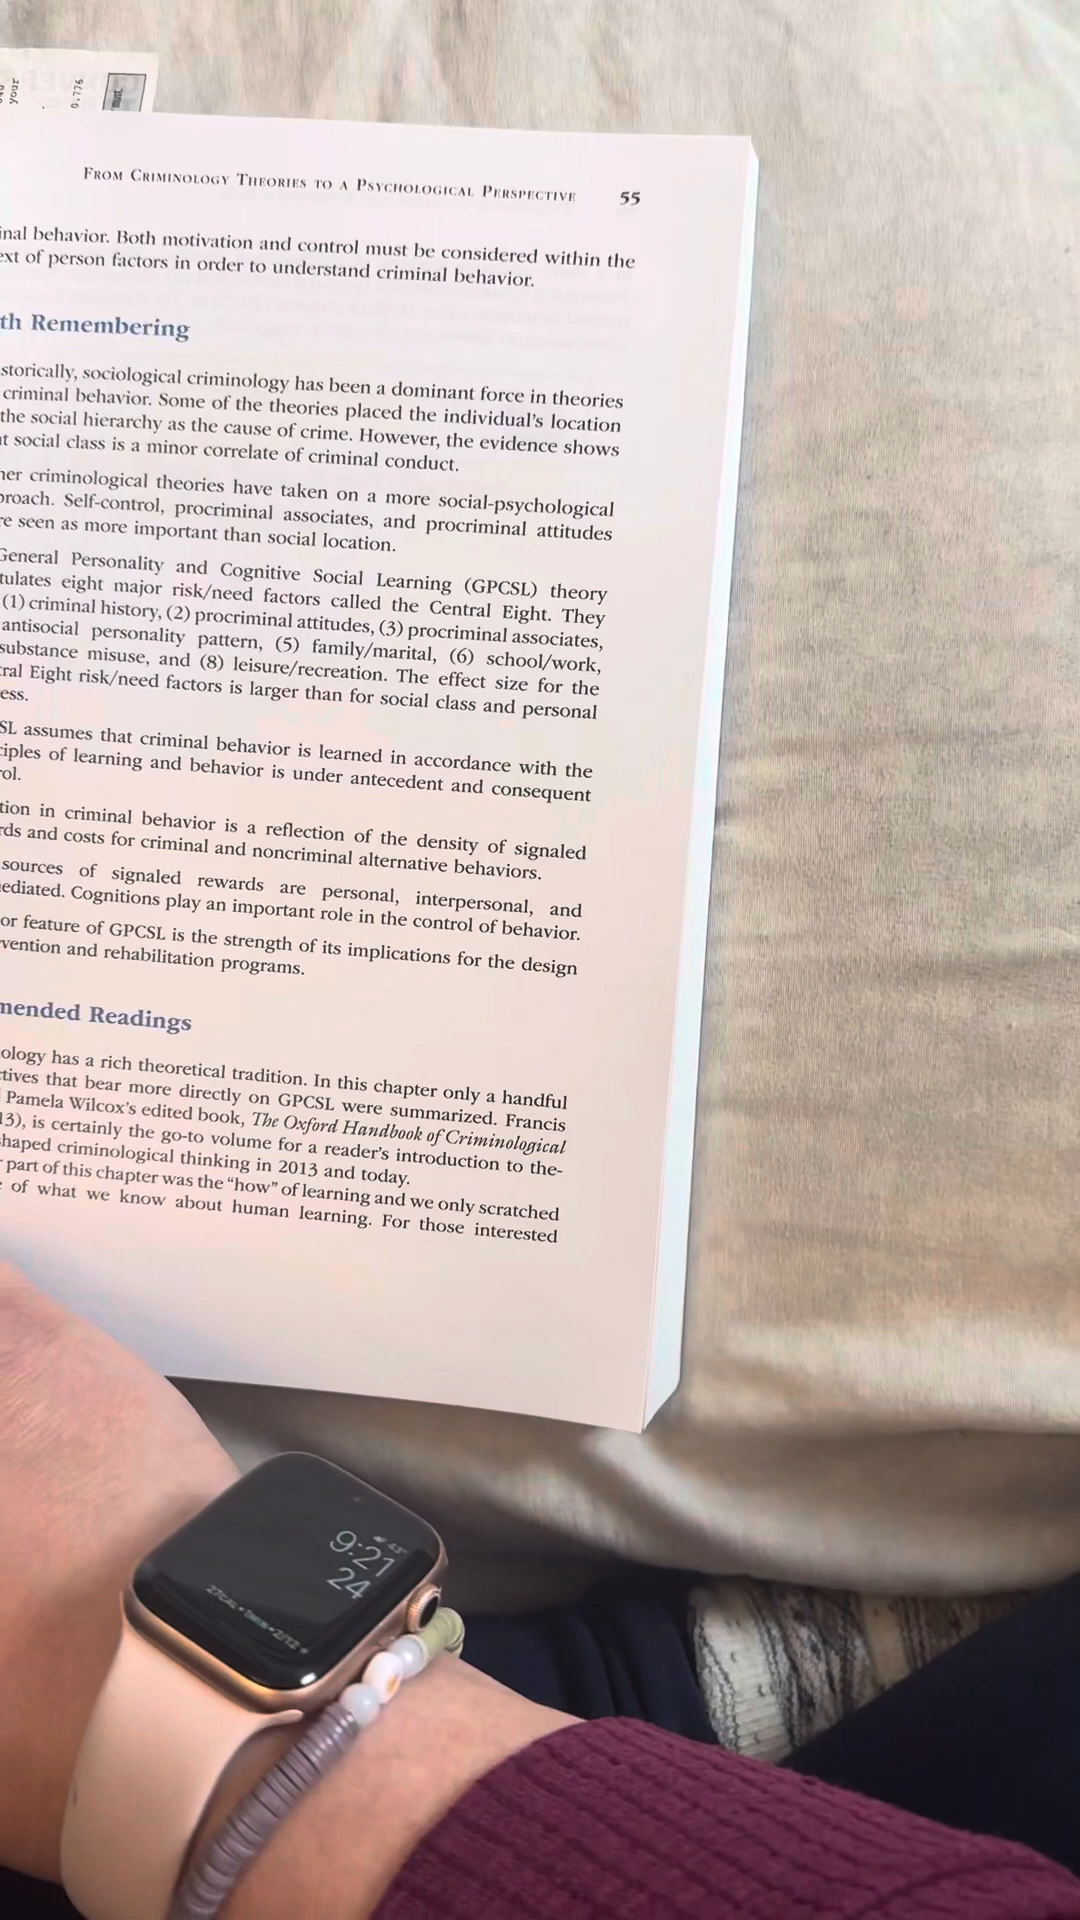 your
0.776
must,
FROM CRIMINOLOGY THEORIES TO A PSYCHOLOGICAL PERSPECTIVE 55
inal behavior. Both motivation and control must be considered within the
ext of person factors in order to understand criminal behavior.
th Remembering
storically, sociological criminology has been a dominant force in theories
criminal behavior. Some of the theories placed the individual's location
the social hierarchy as the cause of crime. However, the evidence shows
at social class is a minor correlate of criminal conduct.
her criminological theories have taken on a more social-psychological
proach. Self-control, procriminal associates, and procriminal attitudes
re seen as more important than social location.
General Personality and Cognitive Social Learning (GPCSL) theory
tulates eight major risk/need factors called the Central Eight. They
(1) criminal history, (2) procriminal attitudes, (3) procriminal associates,
antisocial personality pattern, (5) family/marital, (6) school/work,
substance misuse, and (8) leisure/recreation. The effect size for the
ral Eight risk/need factors is larger than for social class and personal
ess.
SL assumes that criminal behavior is learned in accordance with the
ciples of learning and behavior is under antecedent and consequent
rol.
tion in criminal behavior is a reflection of the density of signaled
rds and costs for criminal and noncriminal alternative behaviors.
sources of signaled rewards are personal, interpersonal, and
ediated. Cognitions play an important role in the control of behavior.
or feature of GPCSL is the strength of its implications for the design
vention and rehabilitation programs.
mended Readings
ology has a rich theoretical tradition. In this chapter only a handful
ctives that bear more directly on GPCSL were summarized. Francis
Pamela Wilcox's edited book, The Oxford Handbook of Criminological
13), is certainly the go-to volume for a reader's introduction to the-
haped criminological thinking in 2013 and today.
part of this chapter was the "how" of learning and we only scratched
of what we know about human learning. For those interested
9:21
24